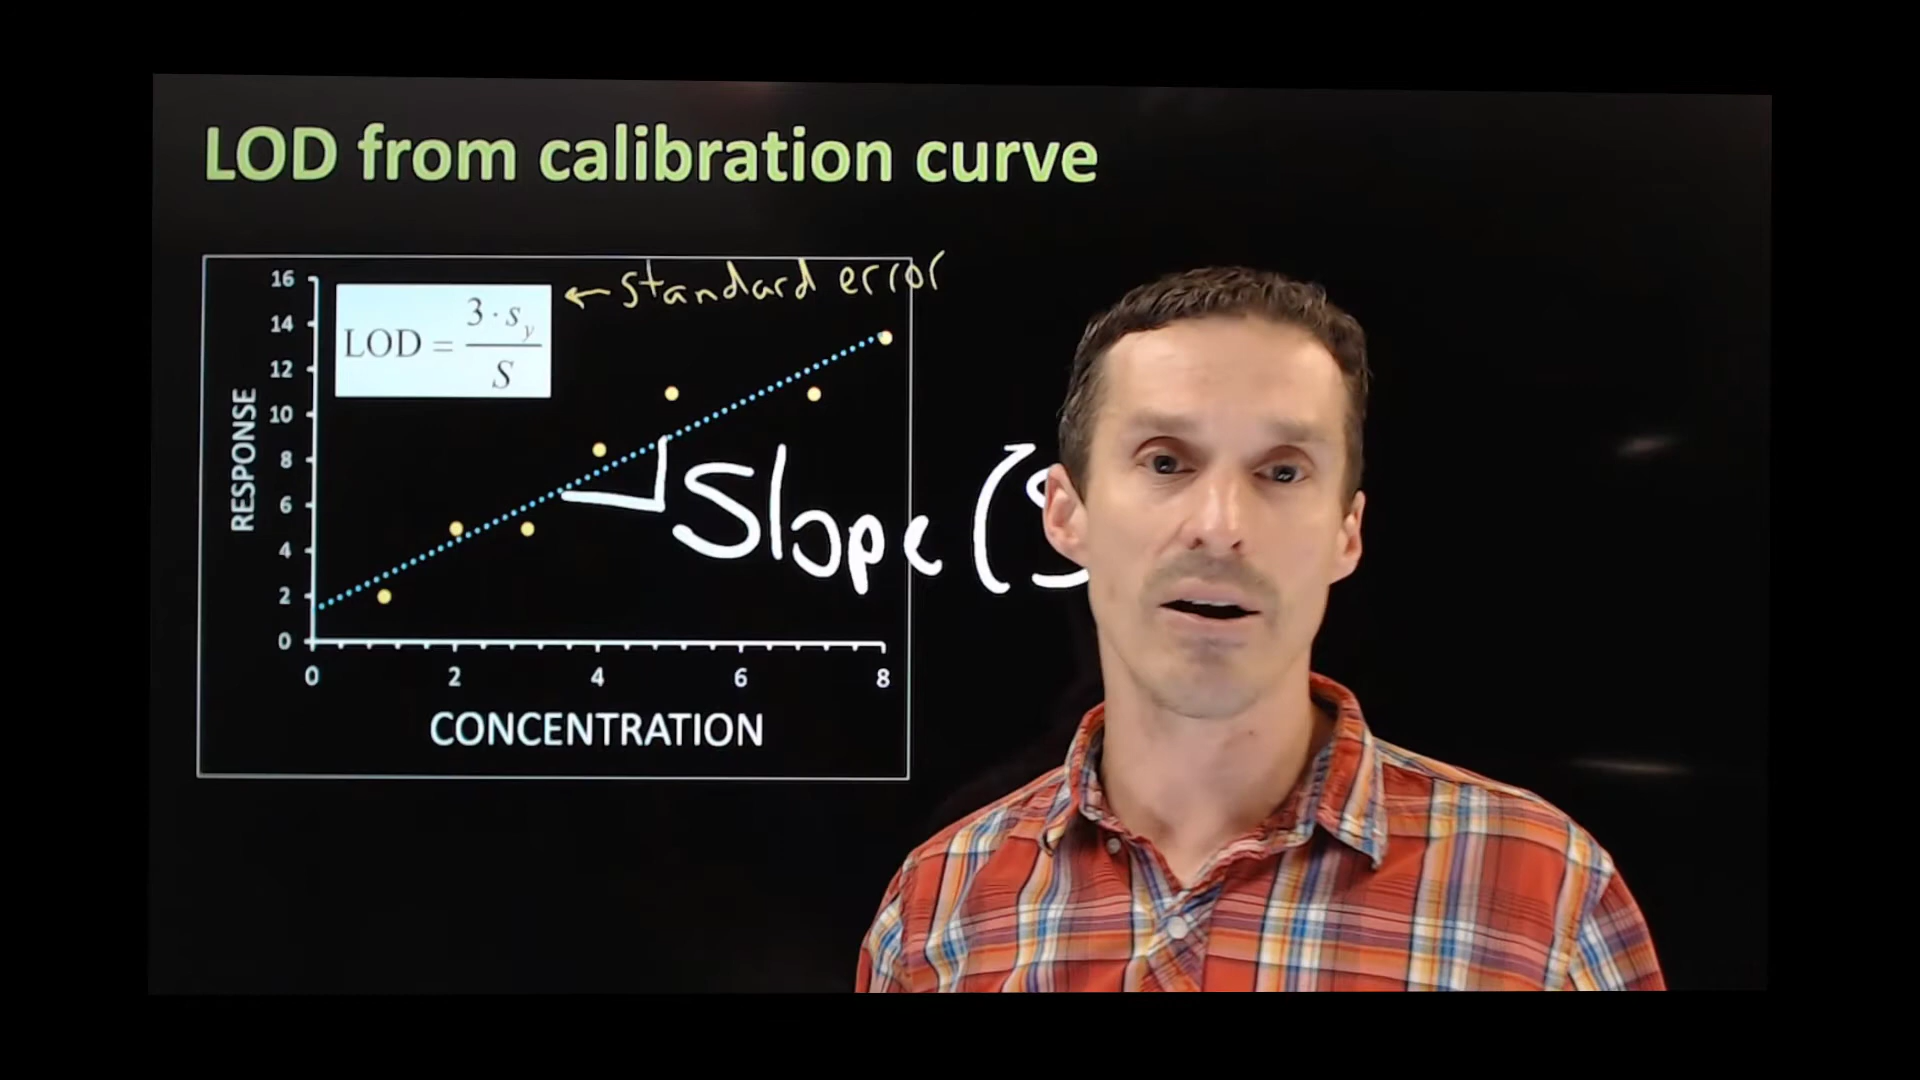 LOD from calibration curve
LOD = 3 · s_y / S
← standard error
16
14
12
10
8
6
4
2
0
RESPONSE
Slope (S
0 2 4 6 8
CONCENTRATION